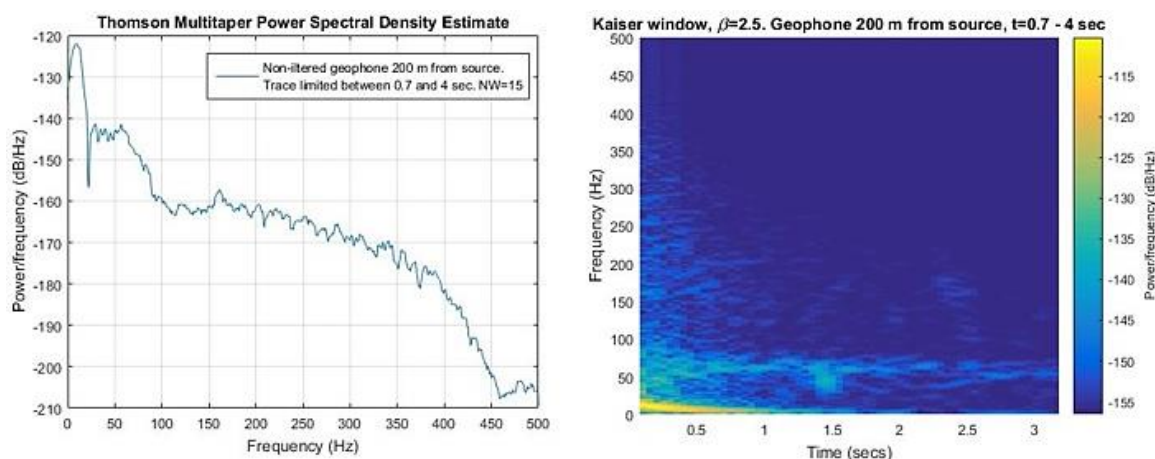 Thomson Multitaper Power Spectral Density Estimate
-120
-130
-140
-150
-160
-170
-180
-190
-200
-210
Power/frequency (dB/Hz)
Non-iltered geophone 200 m from source.
Trace limited between 0.7 and 4 sec. NW=15
0 50 100 150 200 250 300 350 400 450 500
Frequency (Hz)
Kaiser window, β=2.5. Geophone 200 m from source, t=0.7 - 4 sec
500
450
400
350
300
250
200
150
100
50
0
Frequency (Hz)
0.5 1 1.5 2 2.5 3
Time (secs)
-115
-120
-125
-130
-135
-140
-145
-150
-155
Power/frequency (dB/Hz)